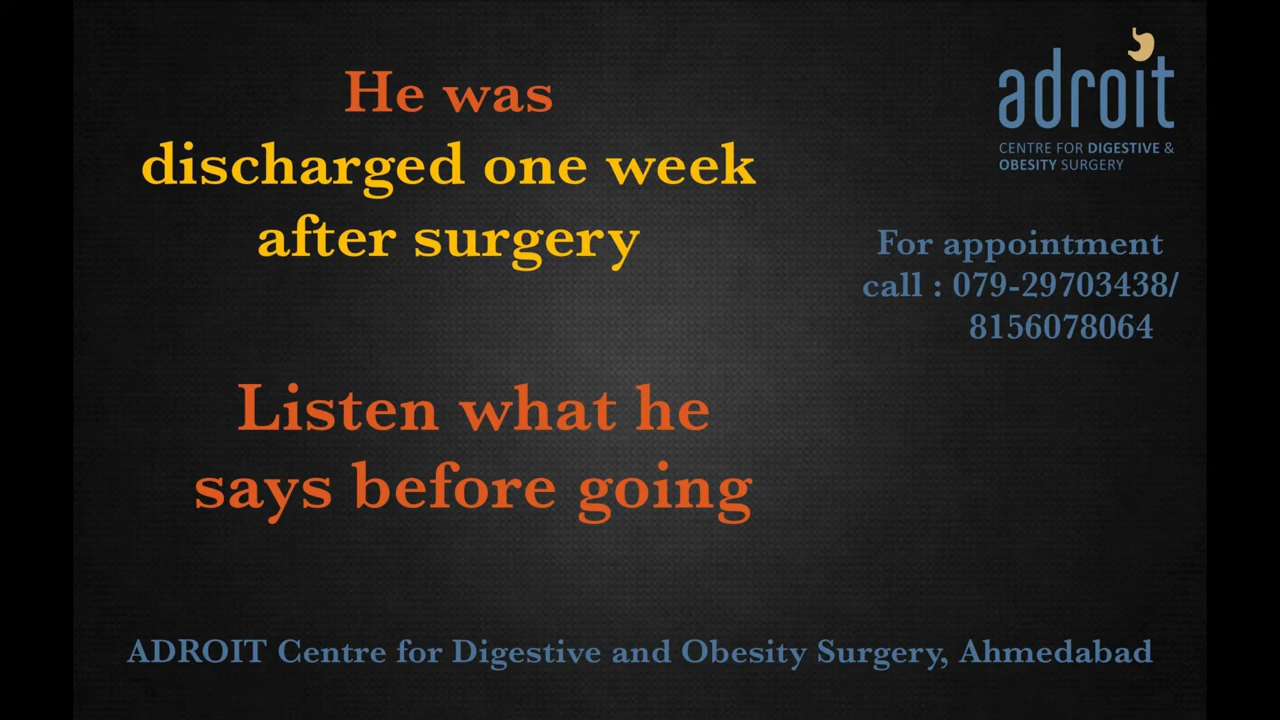 He was
discharged one week
after surgery
Listen what he
says before going
adroit
CENTRE FOR DIGESTIVE &
OBESITY SURGERY
For appointment
call : 079-29703438/
8156078064
ADROIT Centre for Digestive and Obesity Surgery, Ahmedabad